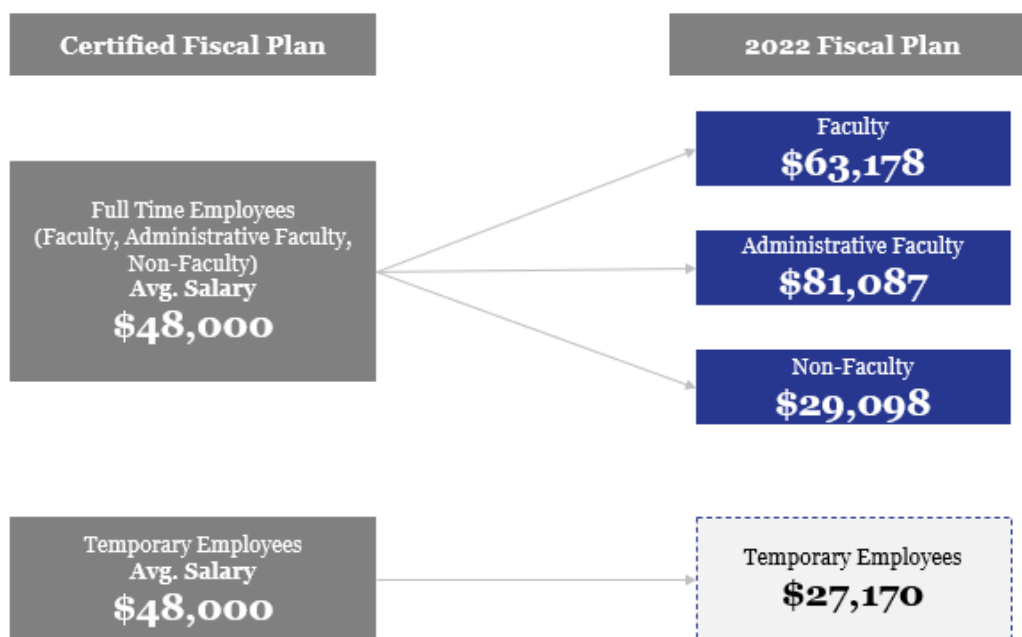 Certified Fiscal Plan
2022 Fiscal Plan
Full Time Employees
(Faculty, Administrative Faculty,
Non-Faculty)
Avg. Salary
$48,000
Faculty
$63,178
Administrative Faculty
$81,087
Non-Faculty
$29,098
Temporary Employees
Avg. Salary
$48,000
Temporary Employees
$27,170